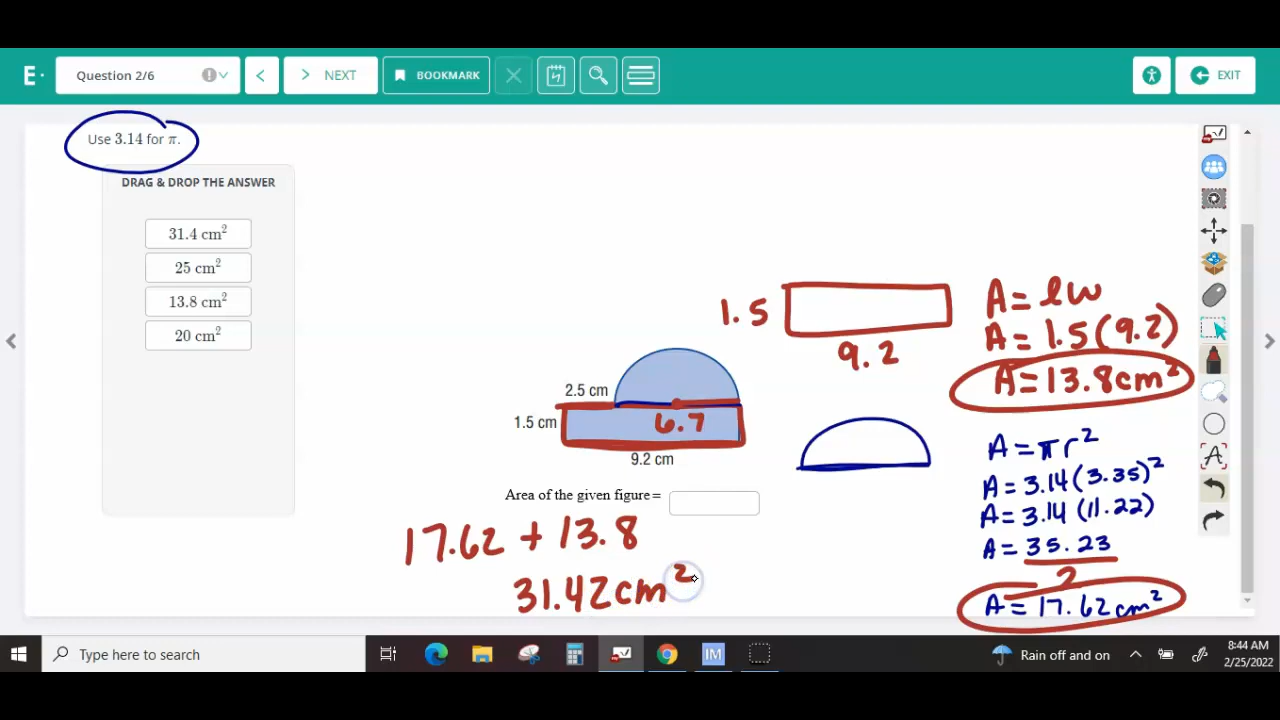 E·
Question 2/6
NEXT
BOOKMARK
EXIT
Use 3.14 for π.
DRAG & DROP THE ANSWER
31.4 cm²
25 cm²
13.8 cm²
20 cm²
1.5
9.2
A = lw
A = 1.5(9.2)
A = 13.8cm²
2.5 cm
1.5 cm
6.7
9.2 cm
A = πr²
A = 3.14(3.35)²
A = 3.14(11.22)
A = 35.23
2
A = 17.62cm²
Area of the given figure =
17.62 + 13.8
31.42cm²
Type here to search
IM
Rain off and on
8:44 AM
2/25/2022